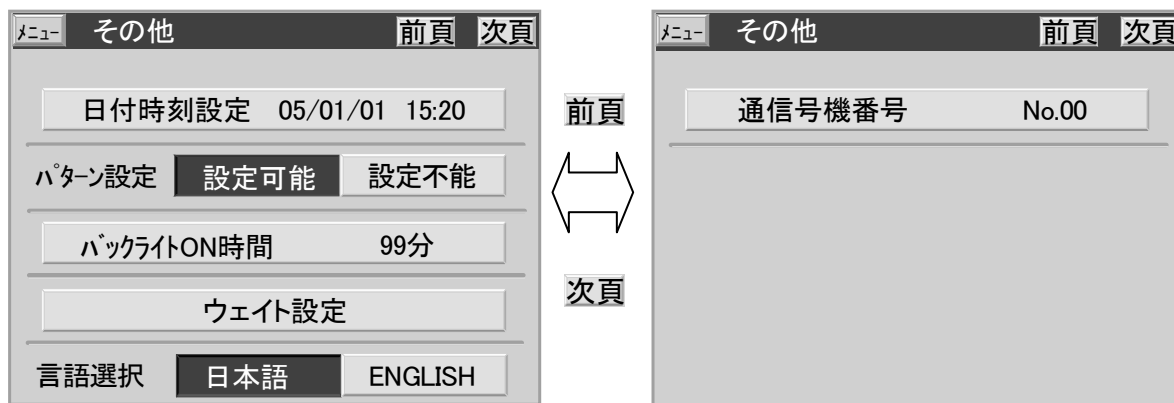 メニュー その他 前頁 次頁
日付時刻設定 05/01/01 15:20
パターン設定 設定可能 設定不能
バックライトON時間 99分
ウェイト設定
言語選択 日本語 ENGLISH
前頁
次頁
メニュー その他 前頁 次頁
通信号機番号 No.00